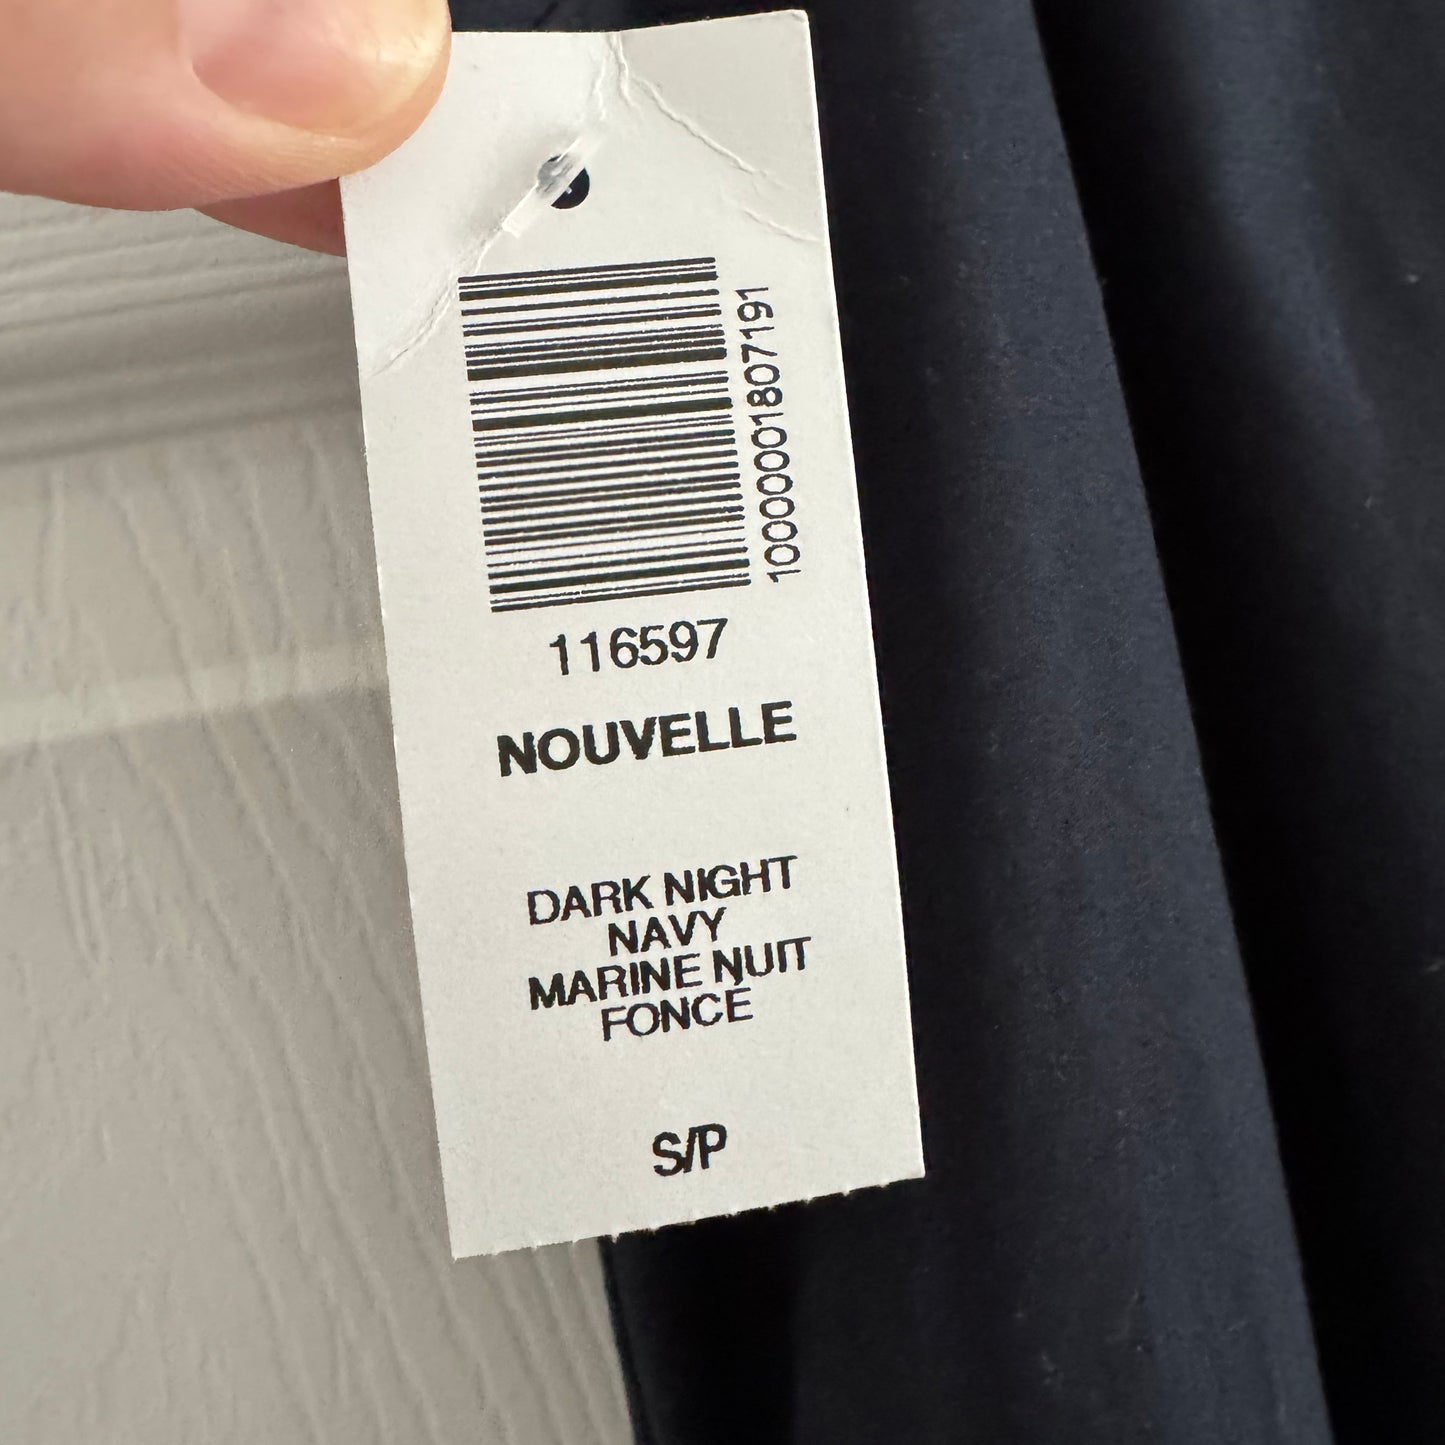 10000001807191
116597
NOUVELLE
DARK NIGHT
NAVY
MARINE NUIT
FONCÉ
S/P